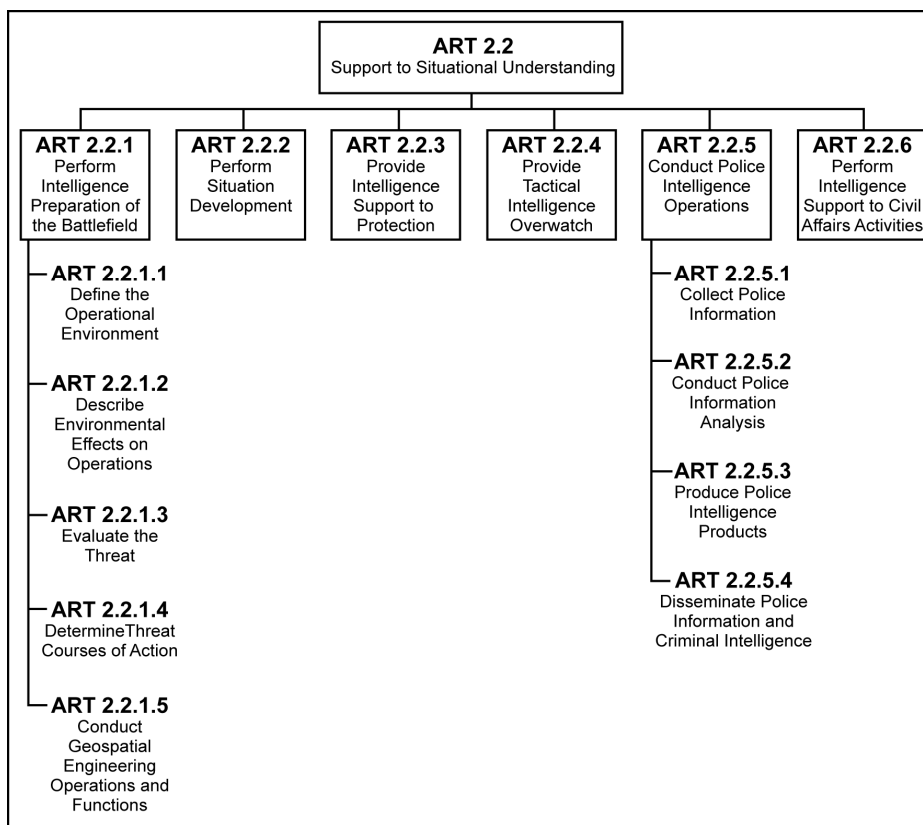 ART 2.2
Support to Situational Understanding
ART 2.2.1
Perform
Intelligence
Preparation of
the Battlefield
ART 2.2.2
Perform
Situation
Development
ART 2.2.3
Provide
Intelligence
Support to
Protection
ART 2.2.4
Provide
Tactical
Intelligence
Overwatch
ART 2.2.5
Conduct Police
Intelligence
Operations
ART 2.2.6
Perform
Intelligence
Support to Civil
Affairs Activities
ART 2.2.1.1
Define the
Operational
Environment
ART 2.2.1.2
Describe
Environmental
Effects on
Operations
ART 2.2.1.3
Evaluate the
Threat
ART 2.2.1.4
DetermineThreat
Courses of Action
ART 2.2.1.5
Conduct
Geospatial
Engineering
Operations and
Functions
ART 2.2.5.1
Collect Police
Information
ART 2.2.5.2
Conduct Police
Information
Analysis
ART 2.2.5.3
Produce Police
Intelligence
Products
ART 2.2.5.4
Disseminate Police
Information and
Criminal Intelligence